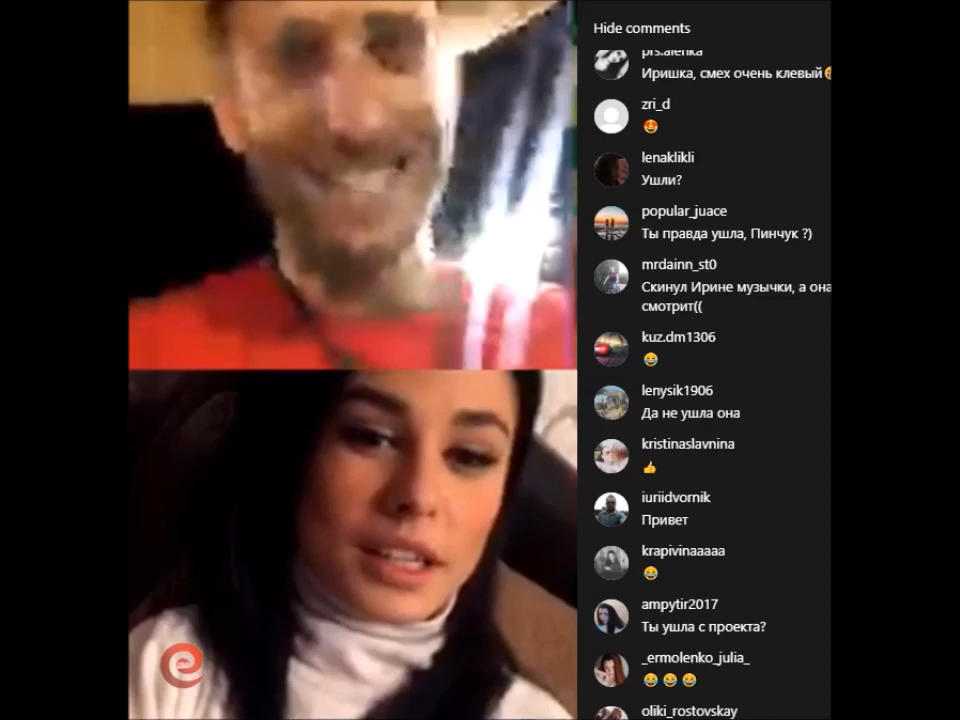 Hide comments
prs.alenka
Иришка, смех очень клевый
zri_d
lenaklikli
Ушли?
popular_juace
Ты правда ушла, Пинчук ?)
mrdainn_st0
Скинул Ирине музычки, а она
смотрит((
kuz.dm1306
lenysik1906
Да не ушла она
kristinaslavnina
iuriidvornik
Привет
krapivinaaaaa
ampytir2017
Ты ушла с проекта?
_ermolenko_julia_
oliki_rostovskay